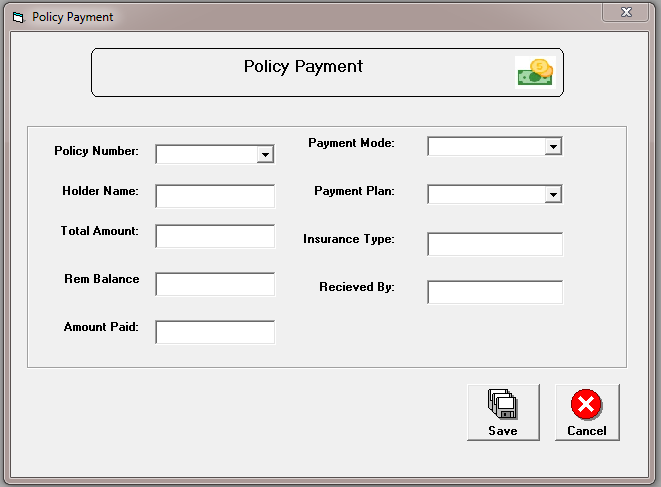 Policy Payment
Policy Payment
Policy Number:
Payment Mode:
Holder Name:
Payment Plan:
Total Amount:
Insurance Type:
Rem Balance
Recieved By:
Amount Paid:
Save
Cancel